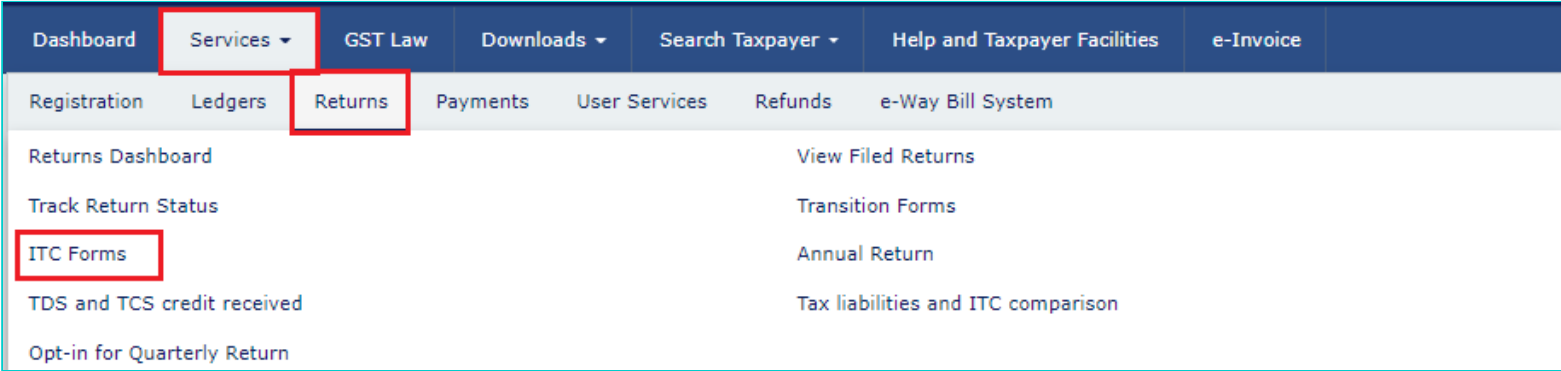 Dashboard Services GST Law Downloads Search Taxpayer Help and Taxpayer Facilities e-Invoice
Registration Ledgers Returns Payments User Services Refunds e-Way Bill System
Returns Dashboard View Filed Returns
Track Return Status Transition Forms
ITC Forms Annual Return
TDS and TCS credit received Tax liabilities and ITC comparison
Opt-in for Quarterly Return